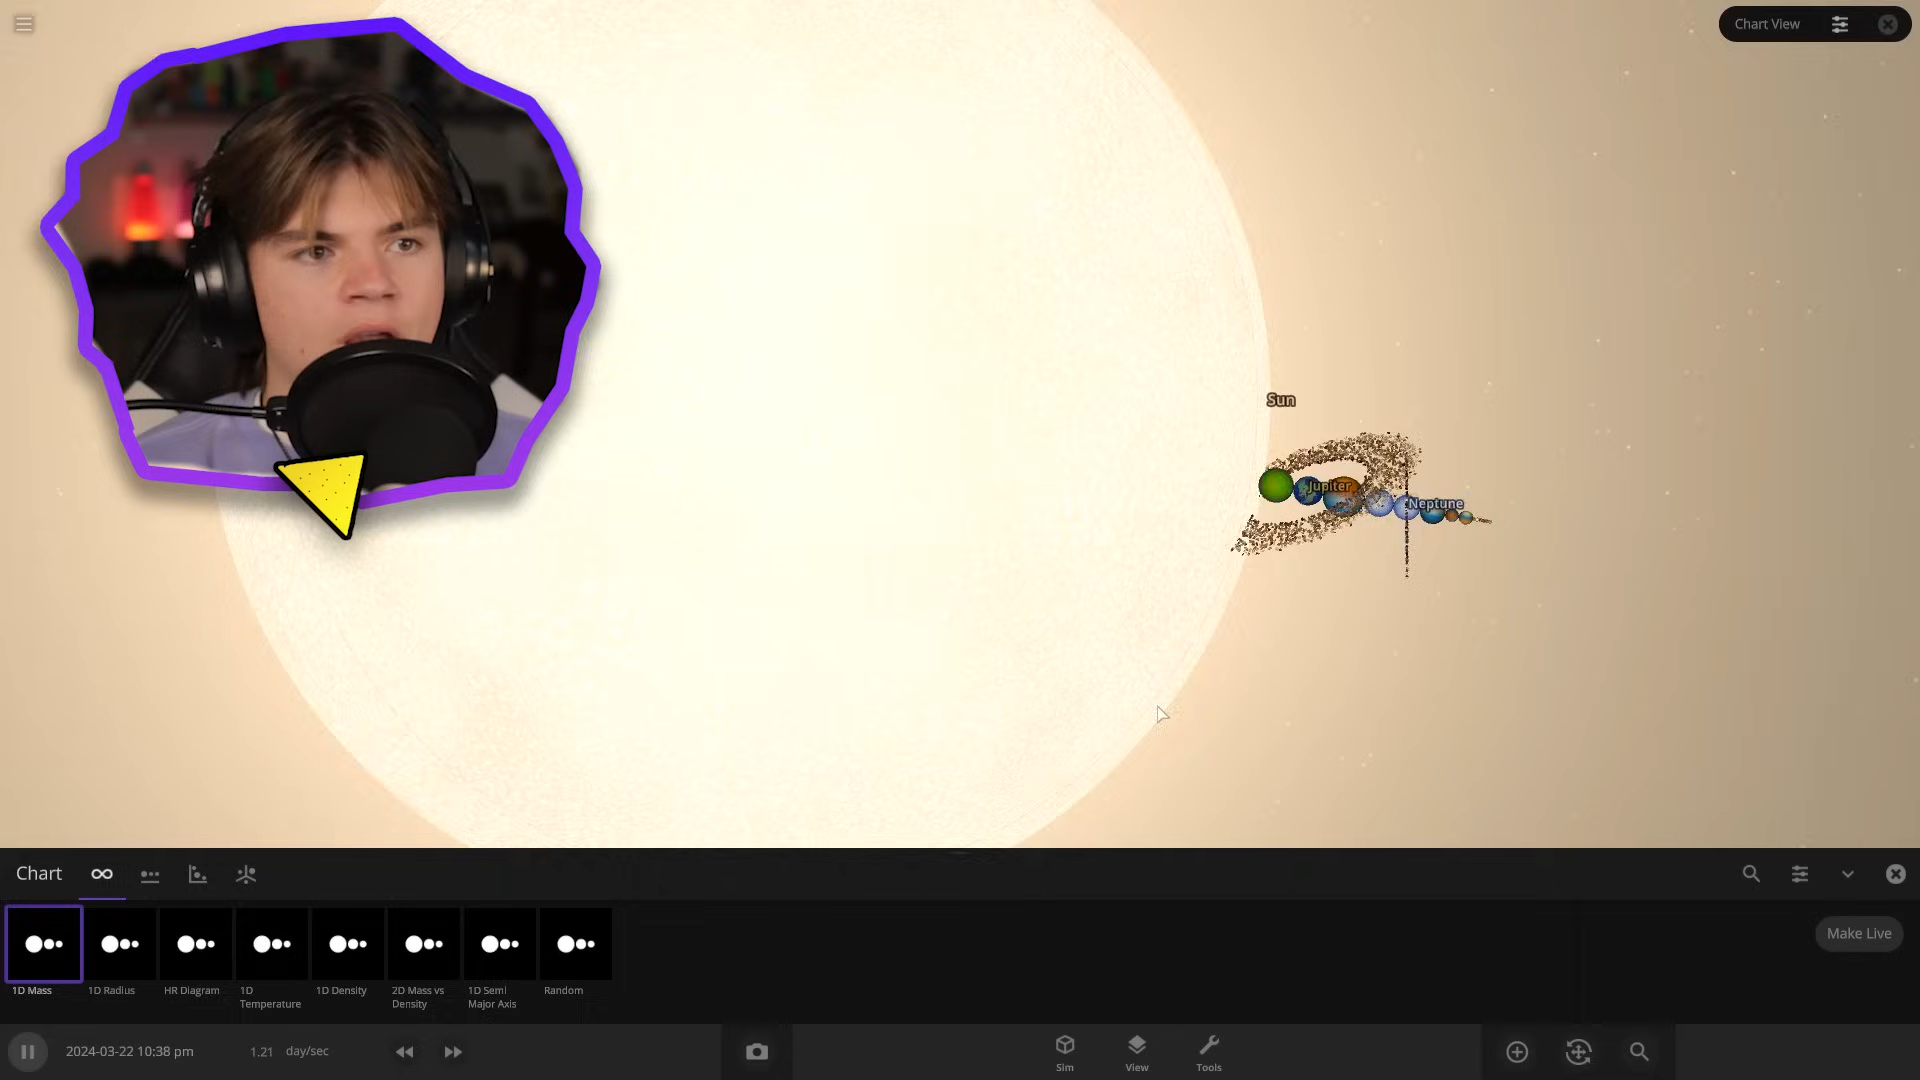 Chart View
Sun
Jupiter
Neptune
Chart
Make Live
1D Mass
1D Radius
HR Diagram
1D
Temperature
1D Density
2D Mass vs
Density
1D Semi
Major Axis
Random
2024-03-22 10:38 pm
1.21 day/sec
Sim
View
Tools